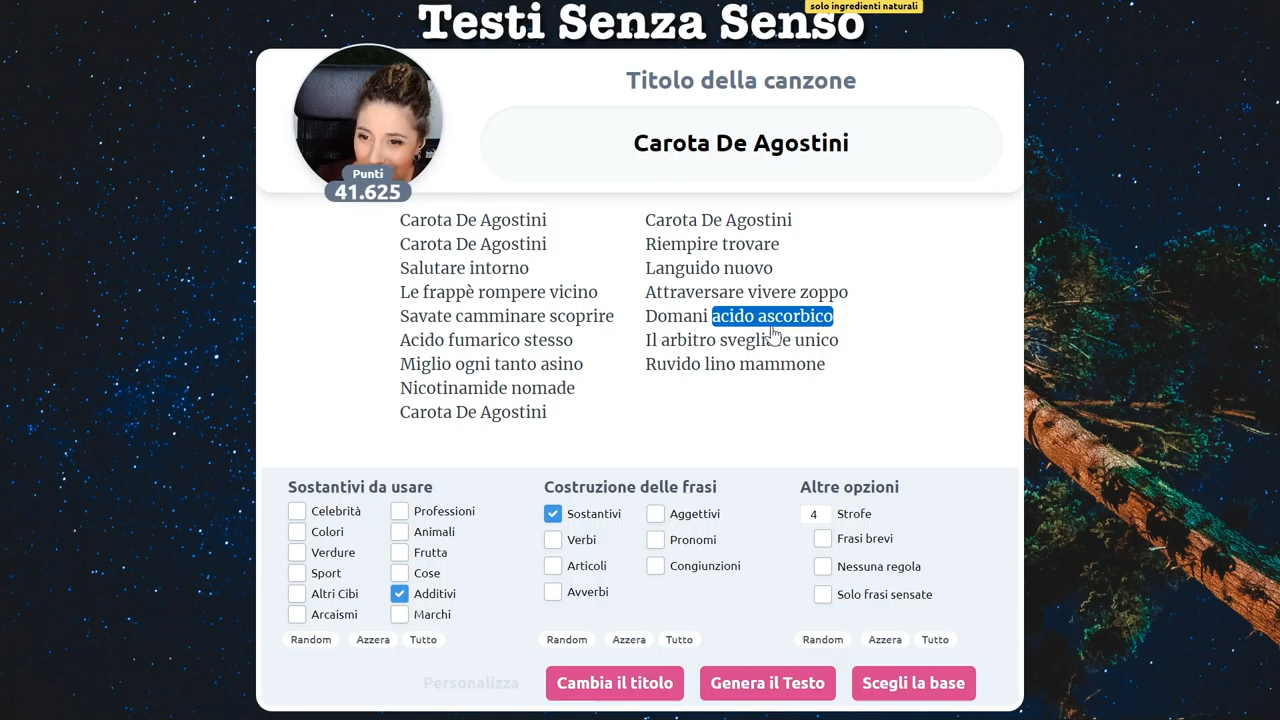 Testi Senza Senso
solo ingredienti naturali
Titolo della canzone
Carota De Agostini
Punti
41.625
Carota De Agostini
Carota De Agostini
Salutare intorno
Le frappè rompere vicino
Savate camminare scoprire
Acido fumarico stesso
Miglio ogni tanto asino
Nicotinamide nomade
Carota De Agostini
Carota De Agostini
Riempire trovare
Languido nuovo
Attraversare vivere zoppo
Domani acido ascorbico
Il arbitro svegliare unico
Ruvido lino mammone
Sostantivi da usare
Celebrità
Professioni
Colori
Animali
Verdure
Frutta
Sport
Cose
Altri Cibi
Additivi
Arcaismi
Marchi
Random Azzera Tutto
Costruzione delle frasi
Sostantivi
Aggettivi
Verbi
Pronomi
Articoli
Congiunzioni
Avverbi
Random Azzera Tutto
Altre opzioni
4 Strofe
Frasi brevi
Nessuna regola
Solo frasi sensate
Random Azzera Tutto
Personalizza
Cambia il titolo
Genera il Testo
Scegli la base